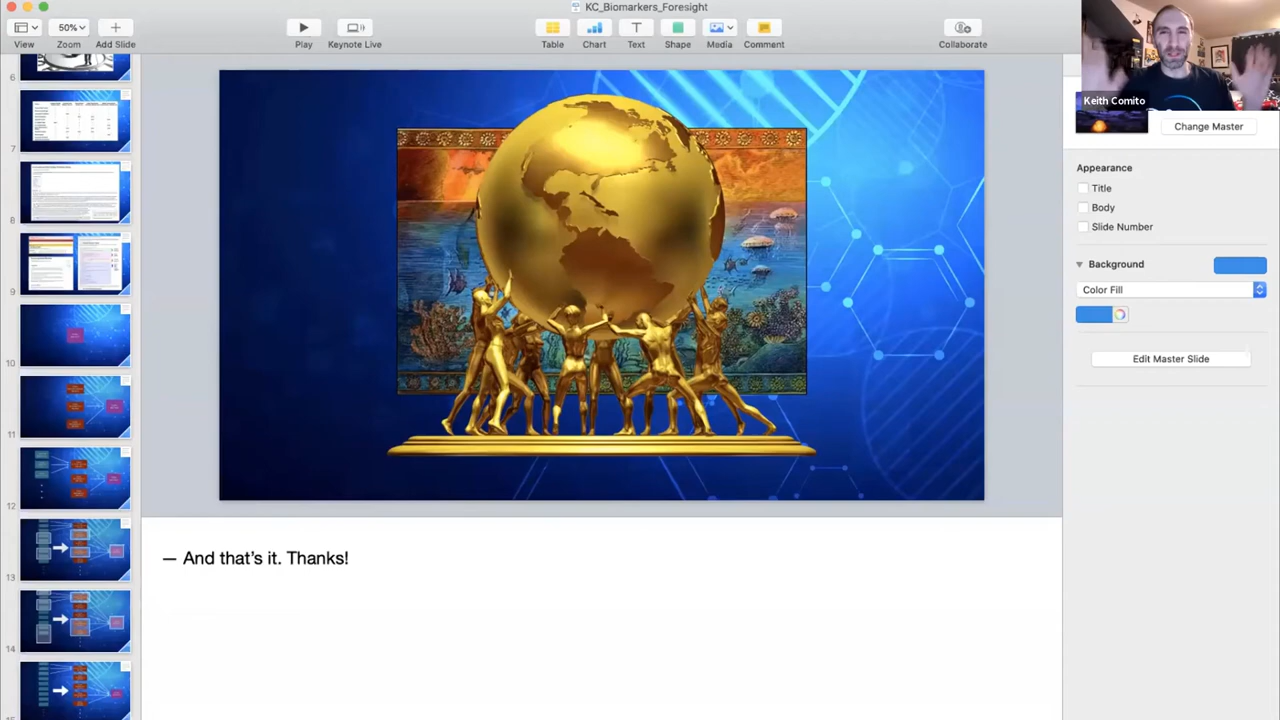 KC_Biomarkers_Foresight
50%
View
Zoom
Add Slide
Play
Keynote Live
Table
Chart
Text
Shape
Media
Comment
Collaborate
Keith Comito
Change Master
Appearance
Title
Body
Slide Number
Background
Color Fill
Edit Master Slide
6
7
8
9
10
11
12
13
14
— And that's it. Thanks!